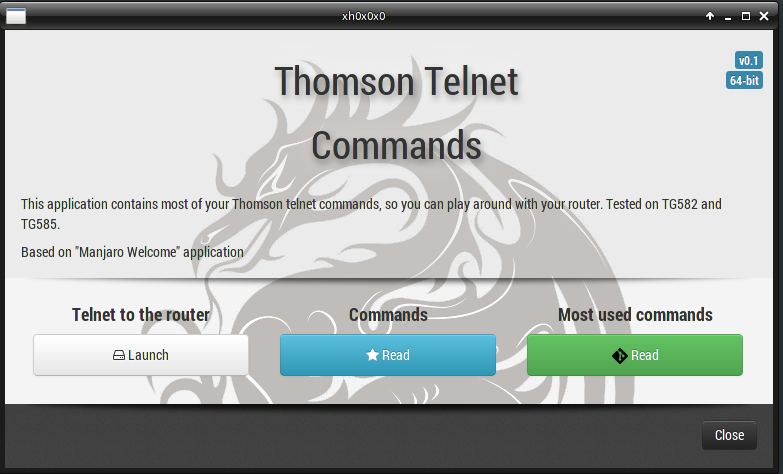 xh0x0x0
Thomson Telnet
Commands
v0.1
64-bit
This application contains most of your Thomson telnet commands, so you can play around with your router. Tested on TG582 and
TG585.
Based on "Manjaro Welcome" application
Telnet to the router
Commands
Most used commands
Launch
Read
Read
Close